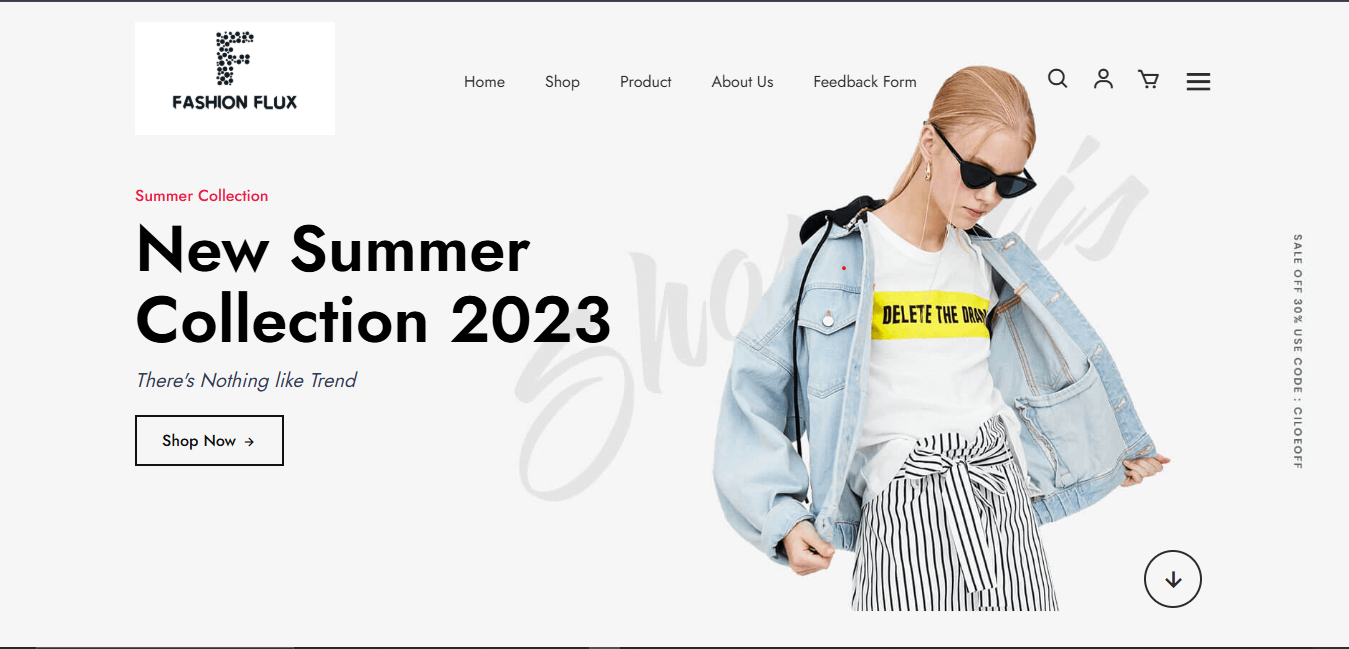 FASHION FLUX
Home Shop Product About Us Feedback Form
Summer Collection
New Summer
Collection 2023
There's Nothing like Trend
Shop Now →
DELETE THE
SALE OFF 30% USE CODE : CILOEOFF